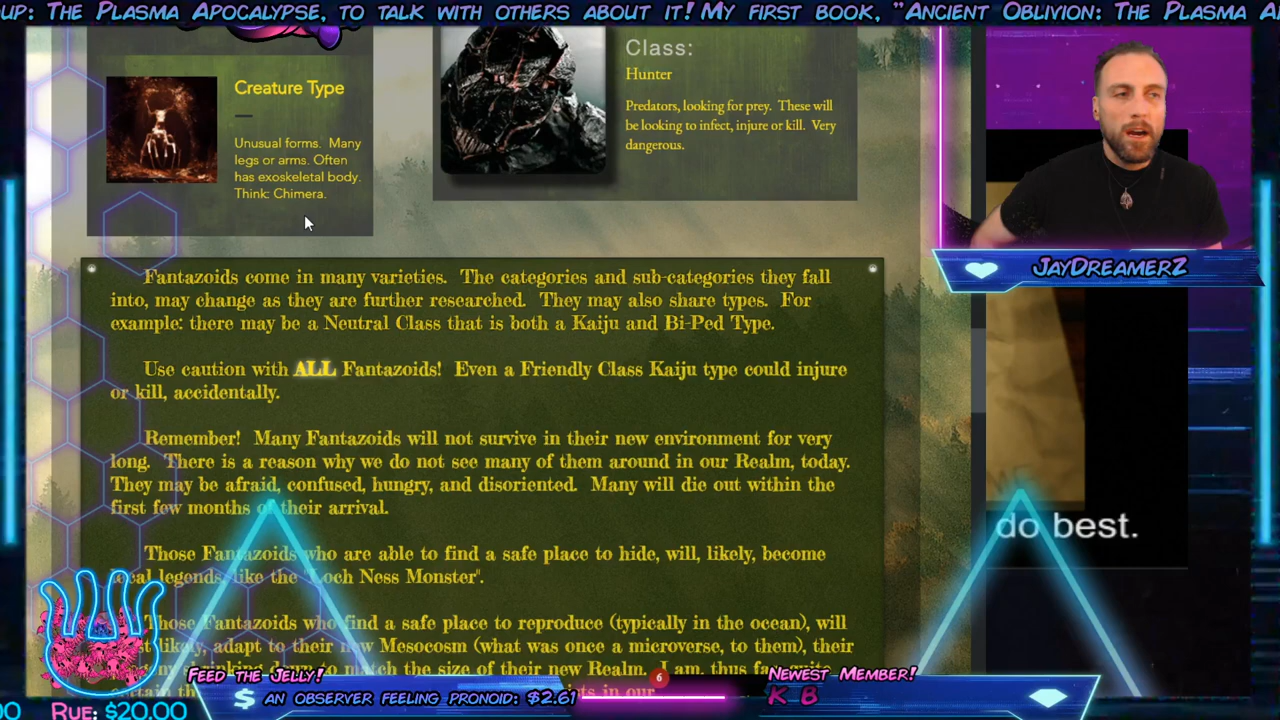 UP: The Plasma Apocalypse, to talk with others about it! My first book, "Ancient Oblivion: The Plasma
Creature Type
Unusual forms. Many
legs or arms. Often
has exoskeletal body.
Think: Chimera.
Class:
Hunter
Predators, looking for prey. These will
be looking to infect, injure or kill. Very
dangerous.
JayDreamerZ
Fantazoids come in many varieties. The categories and sub-categories they fall
into, may change as they are further researched. They may also share types. For
example: there may be a Neutral Class that is both a Kaiju and Bi-Ped Type.
Use caution with ALL Fantazoids! Even a Friendly Class Kaiju type could injure
or kill, accidentally.
Remember! Many Fantazoids will not survive in their new environment for very
long. There is a reason why we do not see many of them around in our Realm, today.
They may be afraid, confused, hungry, and disoriented. Many will die out within the
first few months of their arrival.
Those Fantazoids who are able to find a safe place to hide, will, likely, become
local legends, like the "Loch Ness Monster".
Those Fantazoids who find a safe place to reproduce (typically in the ocean), will
likely, adapt to their new Mesocosm (what was once a microverse, to them), their
shrinking down to match the size of their new Realm. I am, thus far, quite
certain in our
do best.
Feed the Jelly!
$ an observer feeling pronoid: $2.61
6
Newest Member!
K B
00 Rue: $20.00